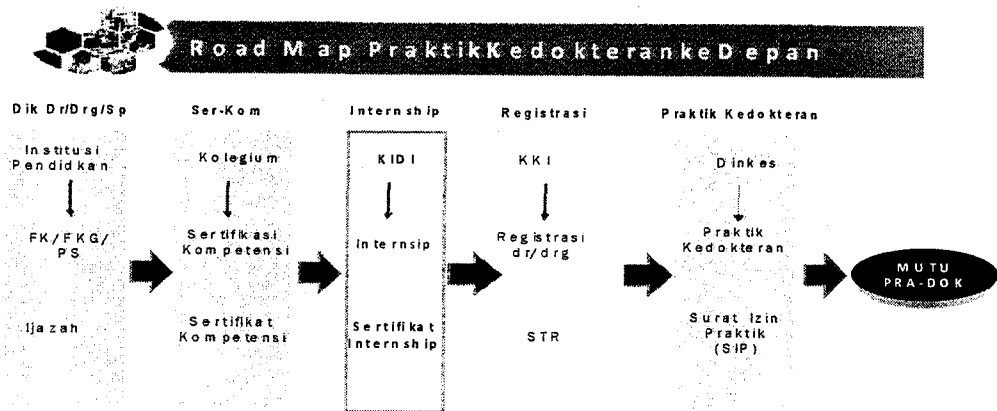 Road Map PraktikKedokterankeDepan
Dik Dr/Drg/Sp
Institusi
Pendidkan
FK/FKG/
PS
Ijazah
Ser-Kom
Kolegium
Sertifikasi
Kompetensi
Sertifikat
Kompetensi
Internship
KIDI
Internsip
Sertifikat
Internship
Registrasi
KKI
Registrasi
dr/drg
STR
Praktik Kedokteran
Dinkes
Praktik
Kedokteran
Surat Izin
Praktik
(SIP)
MUTU
PRA-DOK